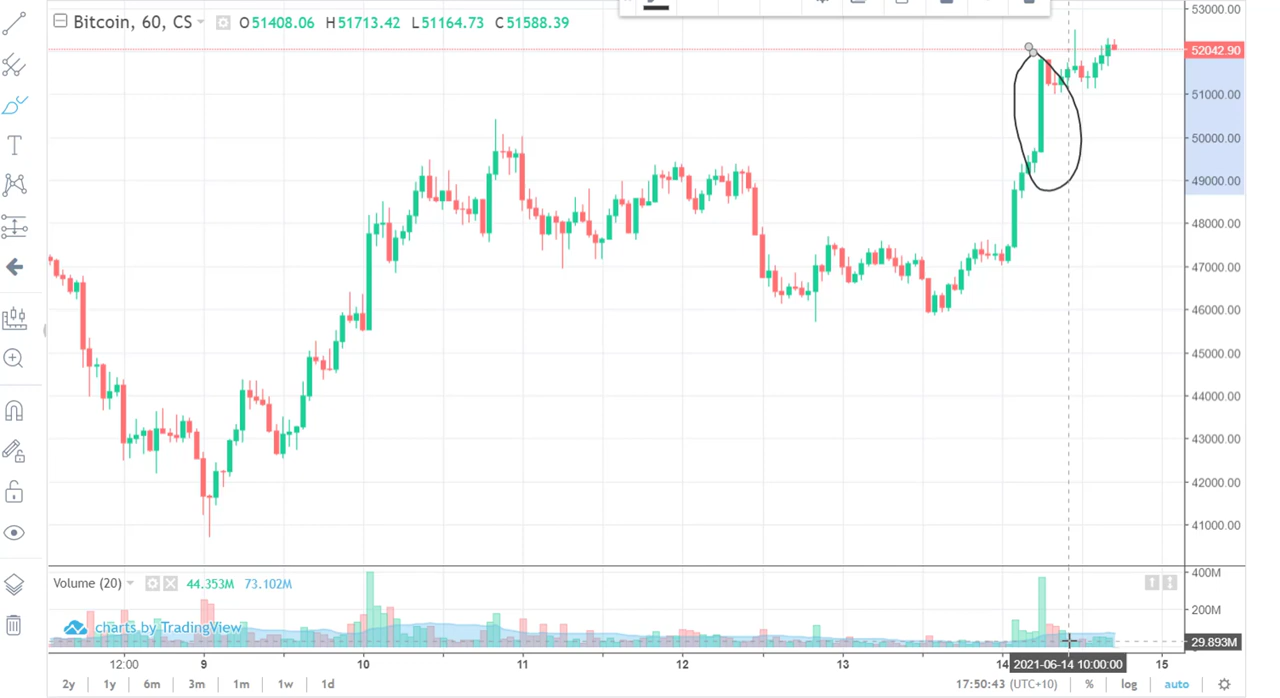 Bitcoin, 60, CS O51408.06 H51713.42 L51164.73 C51588.39
53000.00
52042.90
51000.00
50000.00
49000.00
48000.00
47000.00
46000.00
45000.00
44000.00
43000.00
42000.00
41000.00
Volume (20) 44.353M 73.102M
400M
200M
charts by TradingView
29.893M
12:00 9 10 11 12 13 14 2021-06-14 10:00:00 15
2y 1y 6m 3m 1m 1w 1d 17:50:43 (UTC+10) % log auto